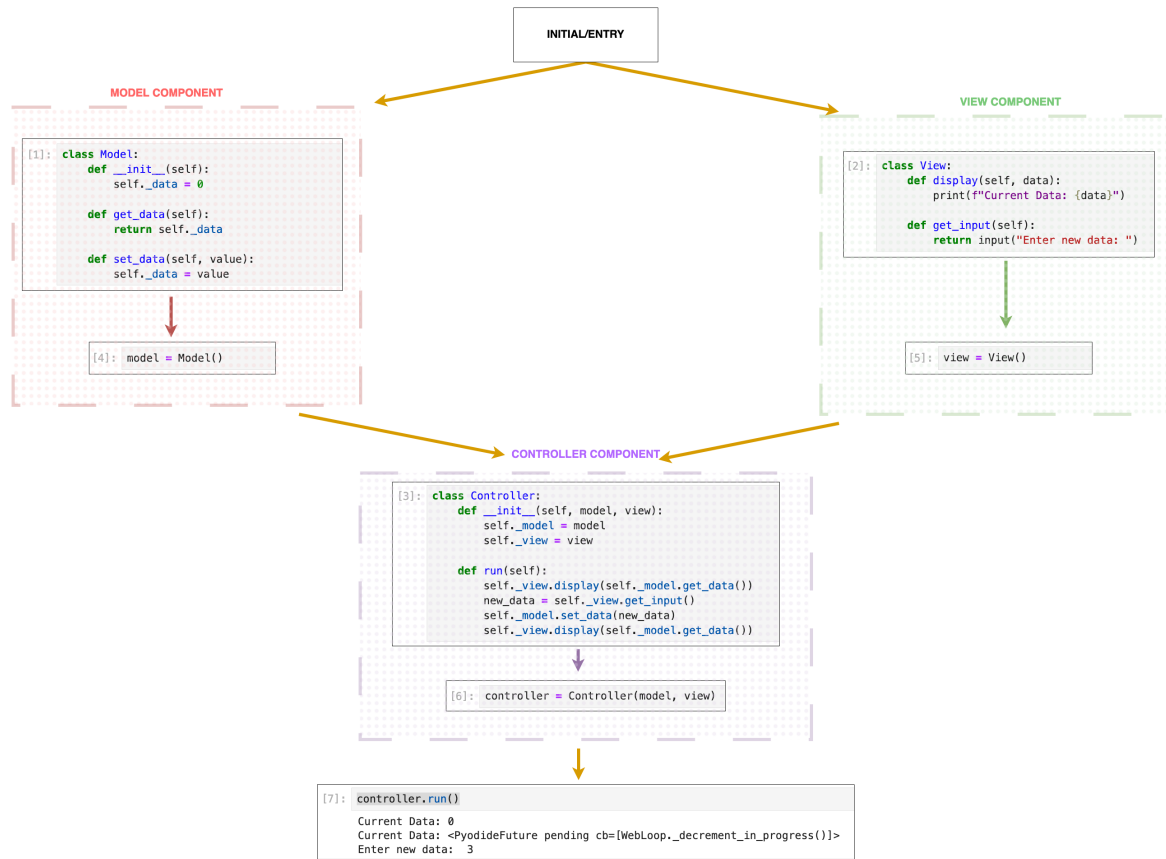 INITIAL/ENTRY
MODEL COMPONENT
[1]: class Model:
    def __init__(self):
        self._data = 0

    def get_data(self):
        return self._data

    def set_data(self, value):
        self._data = value
[4]: model = Model()
VIEW COMPONENT
[2]: class View:
    def display(self, data):
        print(f"Current Data: {data}")

    def get_input(self):
        return input("Enter new data: ")
[5]: view = View()
CONTROLLER COMPONENT
[3]: class Controller:
    def __init__(self, model, view):
        self._model = model
        self._view = view

    def run(self):
        self._view.display(self._model.get_data())
        new_data = self._view.get_input()
        self._model.set_data(new_data)
        self._view.display(self._model.get_data())
[6]: controller = Controller(model, view)
[7]: controller.run()
Current Data: 0
Current Data: <PyodideFuture pending cb=[WebLoop._decrement_in_progress()]>
Enter new data:  3